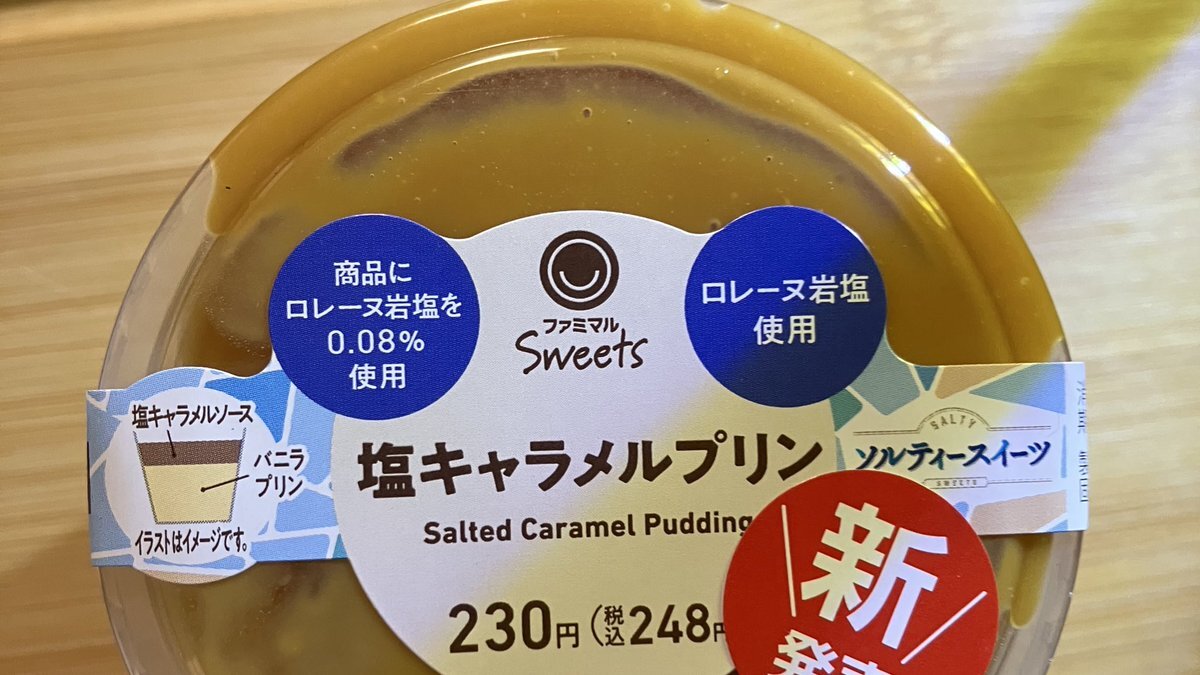 商品に
ロレーヌ岩塩を
0.08%
使用
ファミマル
Sweets
ロレーヌ岩塩
使用
塩キャラメルソース
バニラ
プリン
イラストはイメージです。
塩キャラメルプリン
Salted Caramel Pudding
230円(税込248円
SALTY
ソルティースイーツ
SWEETS
新
発売